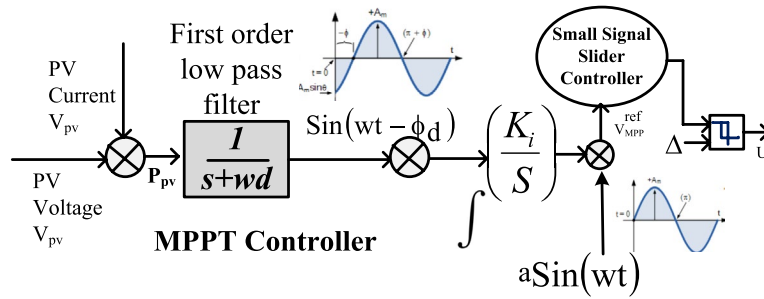 PV
Current
V_pv
PV
Voltage
V_pv
P_pv
First order
low pass
filter
1
s+wd
MPPT Controller
+A_m
-ϕ
(π + ϕ)
t
t=0
A_m sinθ
Sin(wt − ϕ_d)
∫
(K_i / S)
Small Signal
Slider
Controller
V_MPP^ref
Δ
U
+A_m
(π)
t
t=0
aSin(wt)